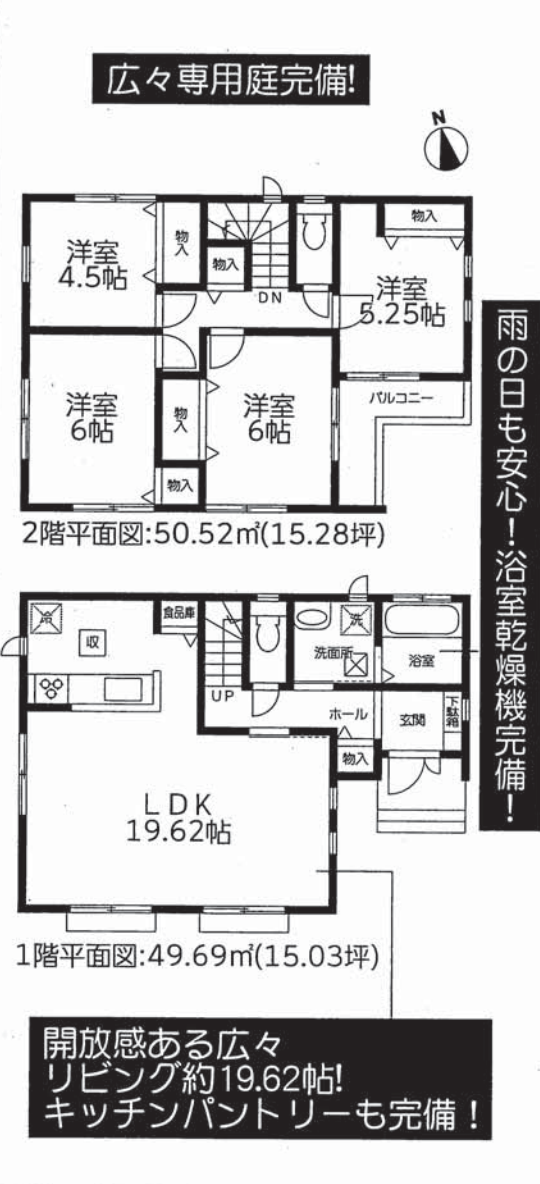 広々専用庭完備!
N
洋室
4.5帖
物入
物入
DN
物入
洋室
5.25帖
洋室
6帖
物入
物入
洋室
6帖
バルコニー
2階平面図:50.52㎡(15.28坪)
雨の日も安心!浴室乾燥機完備!
冷
収
食品庫
UP
洗
洗面所
浴室
ホール
物入
玄関
下駄箱
LDK
19.62帖
1階平面図:49.69㎡(15.03坪)
開放感ある広々
リビング約19.62帖!
キッチンパントリーも完備!